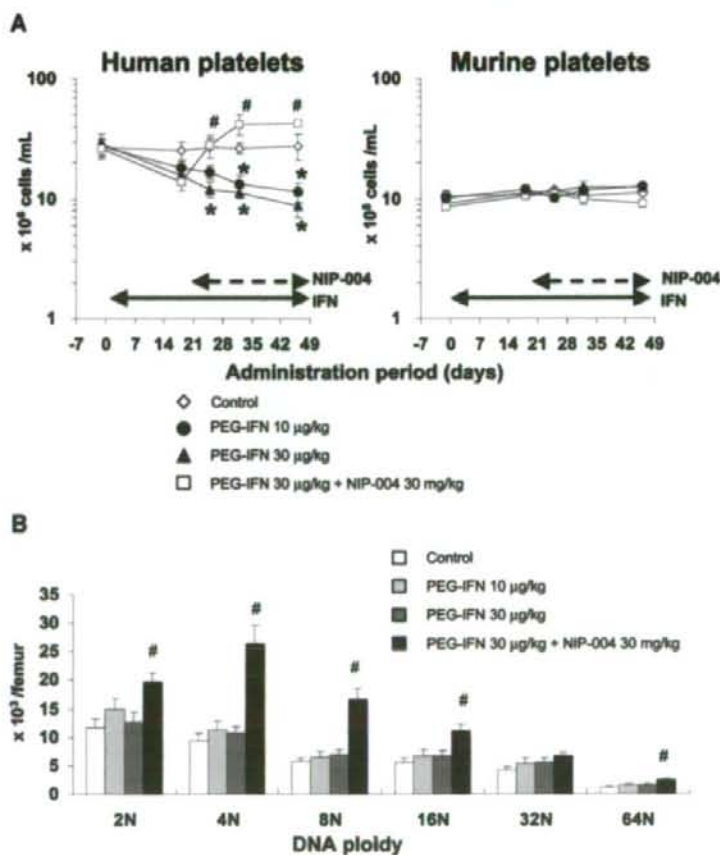 A
Human platelets
Murine platelets
100
10
1
x 10⁶ cells /mL
#
#
#
*
*
*
*
*
NIP-004
IFN
-7 0 7 14 21 28 35 42 49
100
10
1
x 10⁶ cells /mL
NIP-004
IFN
-7 0 7 14 21 28 35 42 49
Administration period (days)
Control
PEG-IFN 10 µg/kg
PEG-IFN 30 µg/kg
PEG-IFN 30 µg/kg + NIP-004 30 mg/kg
B
Control
PEG-IFN 10 µg/kg
PEG-IFN 30 µg/kg
PEG-IFN 30 µg/kg + NIP-004 30 mg/kg
35
30
25
20
15
10
5
0
x 10³ /femur
#
#
#
#
#
2N 4N 8N 16N 32N 64N
DNA ploidy